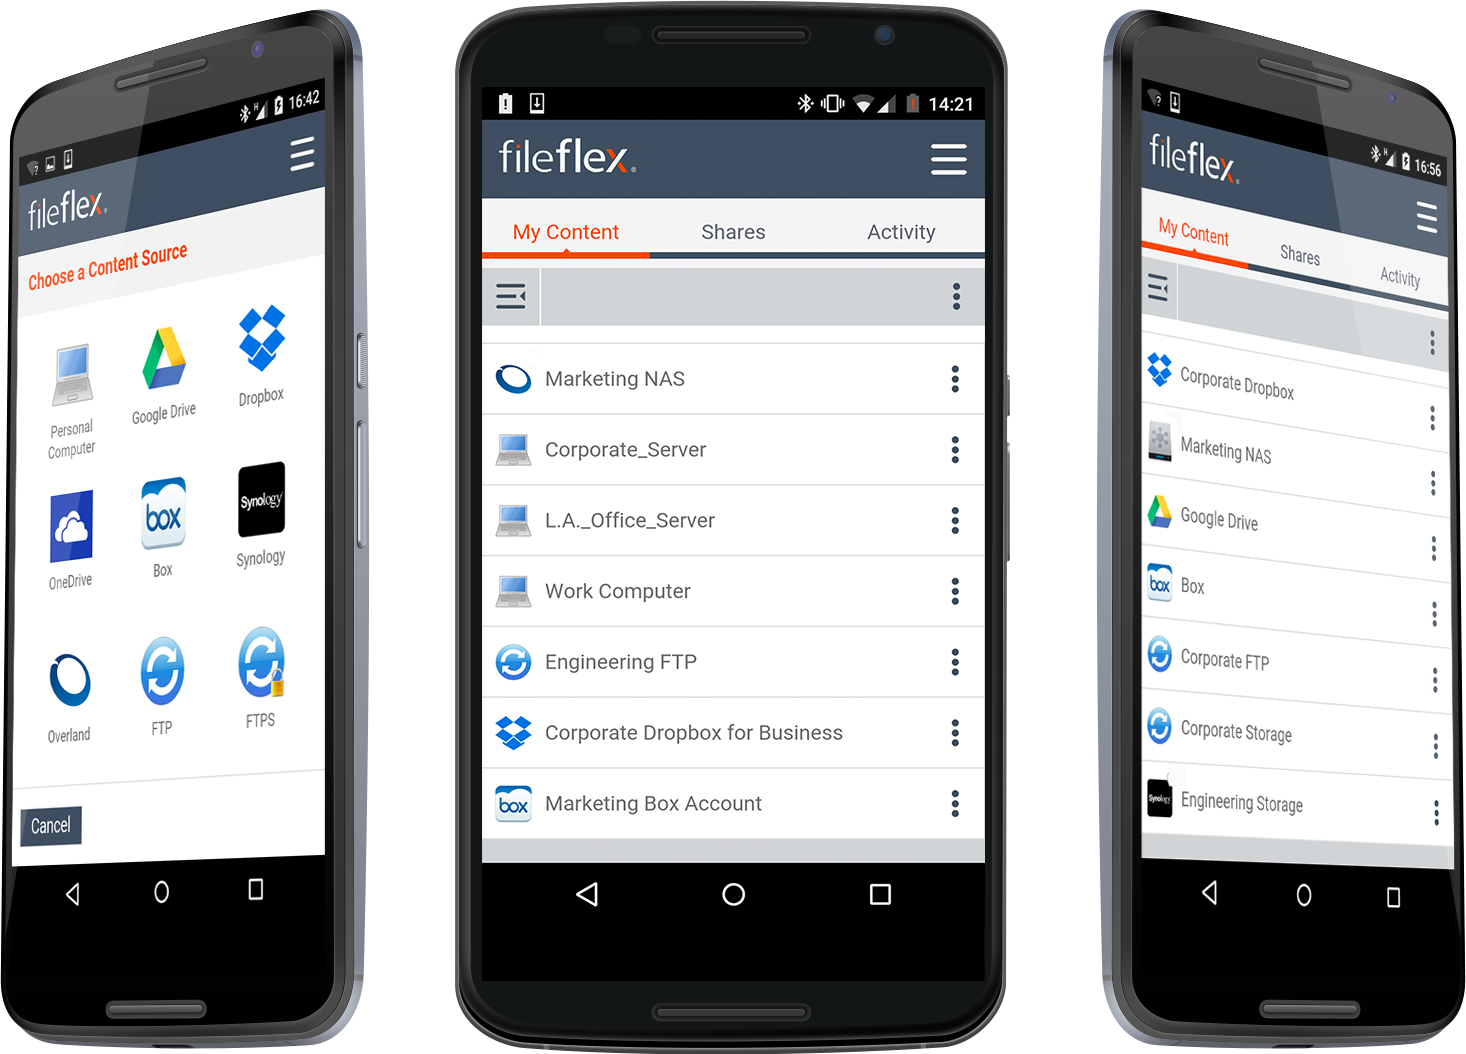 16:42
fileflex®
Choose a Content Source
Personal
Computer
Google Drive
Dropbox
OneDrive
box
Box
Synology
Synology
Overland
FTP
FTPS
Cancel
14:21
fileflex®
My Content
Shares
Activity
Marketing NAS
Corporate_Server
L.A._Office_Server
Work Computer
Engineering FTP
Corporate Dropbox for Business
box
Marketing Box Account
H
16:56
fileflex®
My Content
Shares
Activity
Corporate Dropbox
Marketing NAS
Google Drive
box
Box
Corporate FTP
Corporate Storage
Synology
Engineering Storage